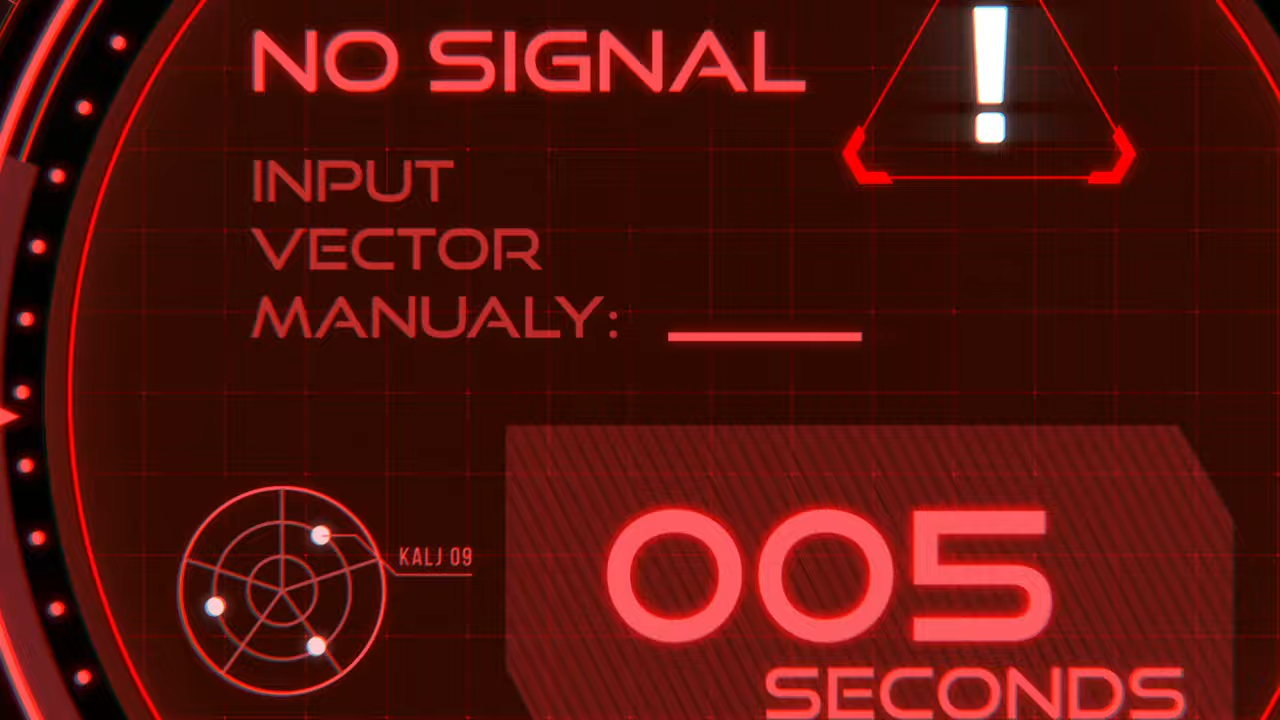 NO SIGNAL
!
INPUT
VECTOR
MANUALY:
KALJ 09
005
SECONDS